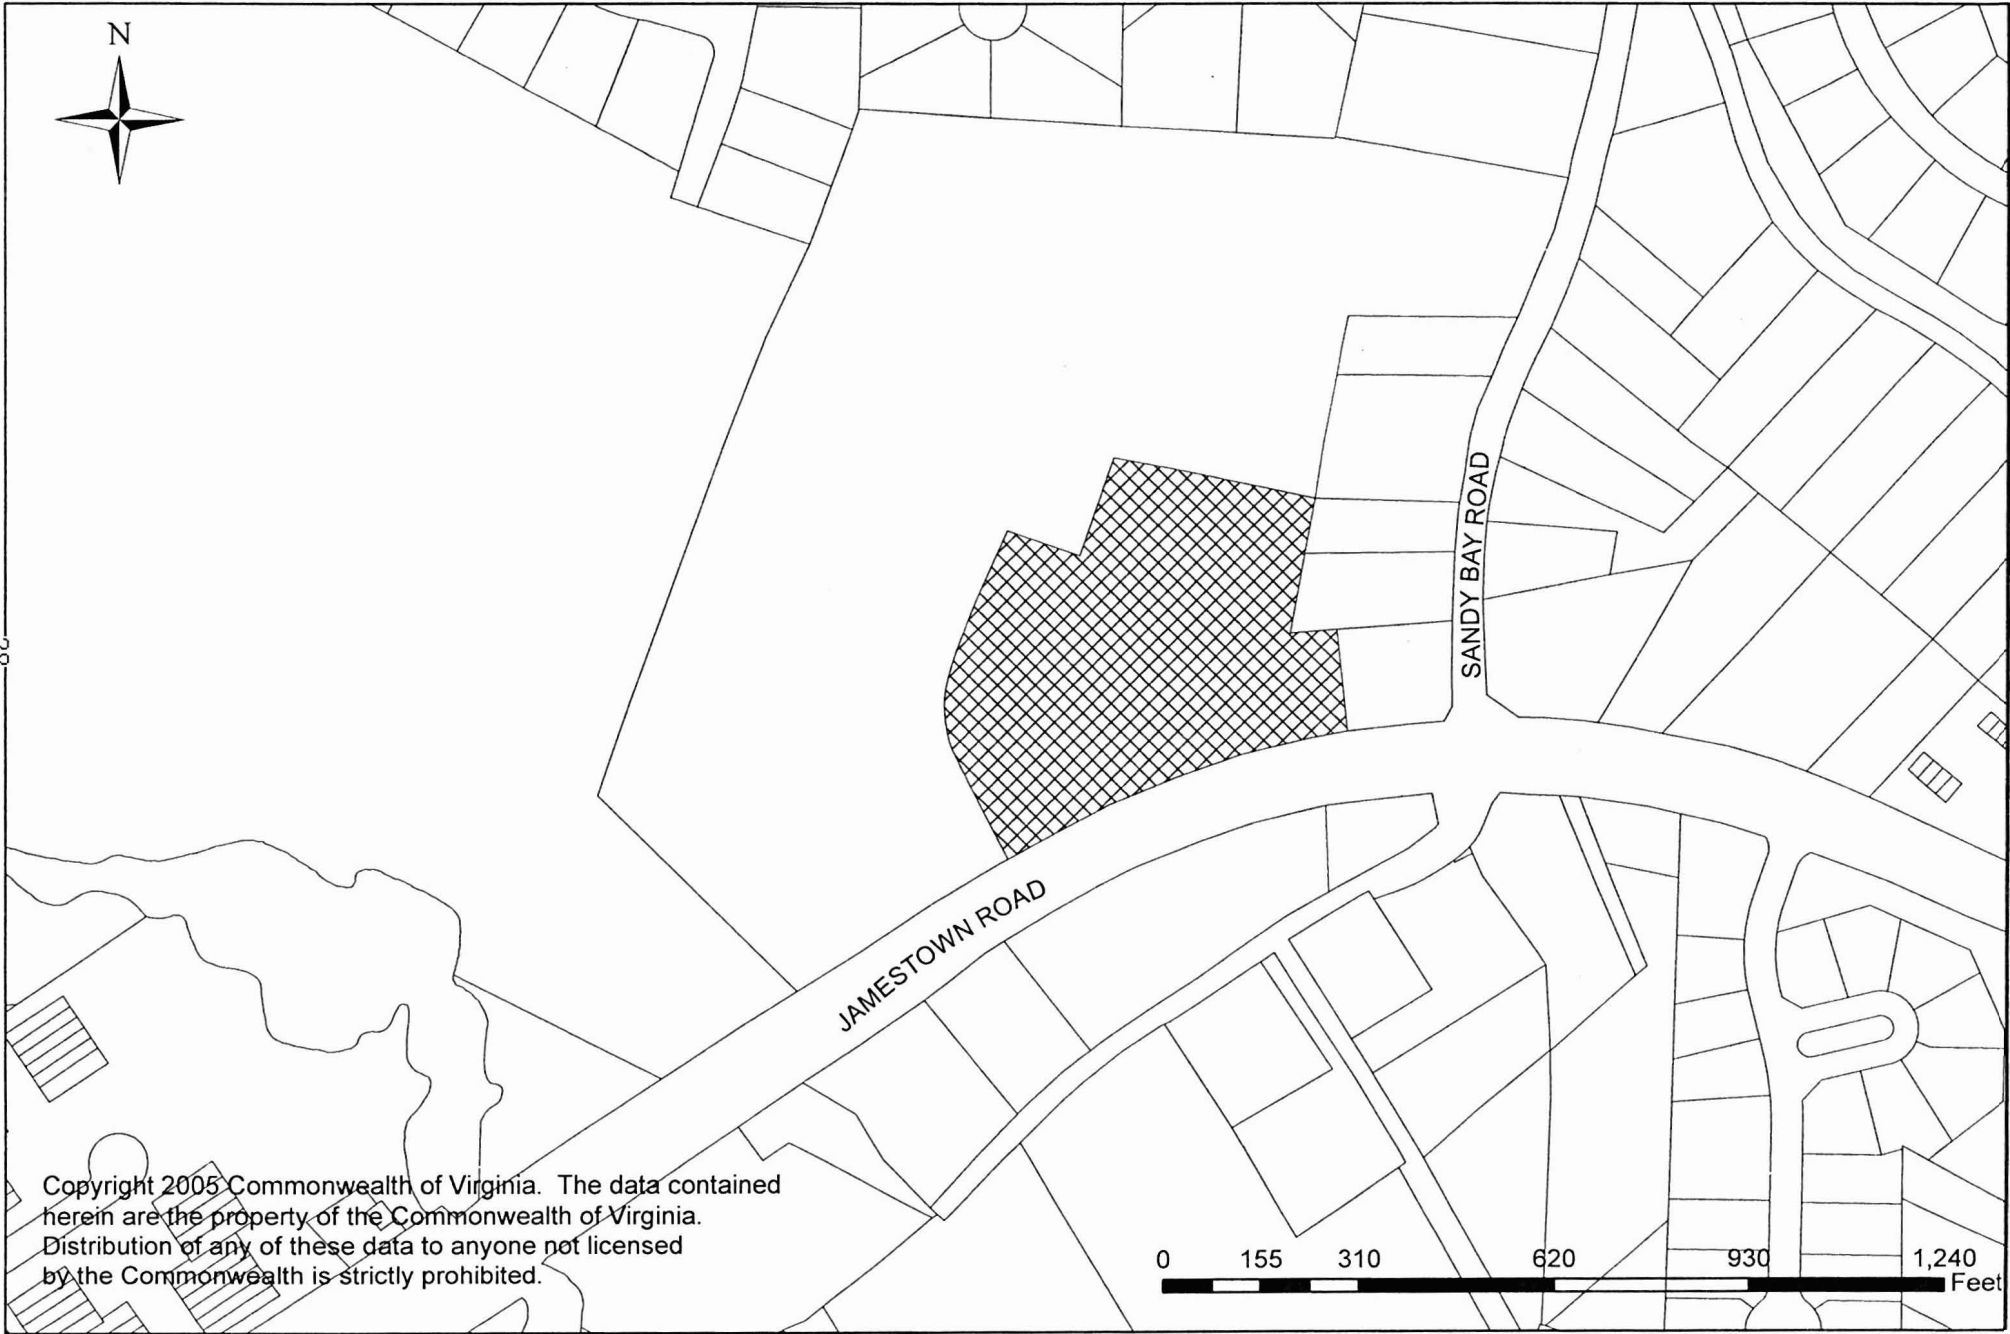 N
SANDY BAY ROAD
JAMESTOWN ROAD
Copyright 2005 Commonwealth of Virginia. The data contained
herein are the property of the Commonwealth of Virginia.
Distribution of any of these data to anyone not licensed
by the Commonwealth is strictly prohibited.
0 155 310 620 930 1,240
Feet